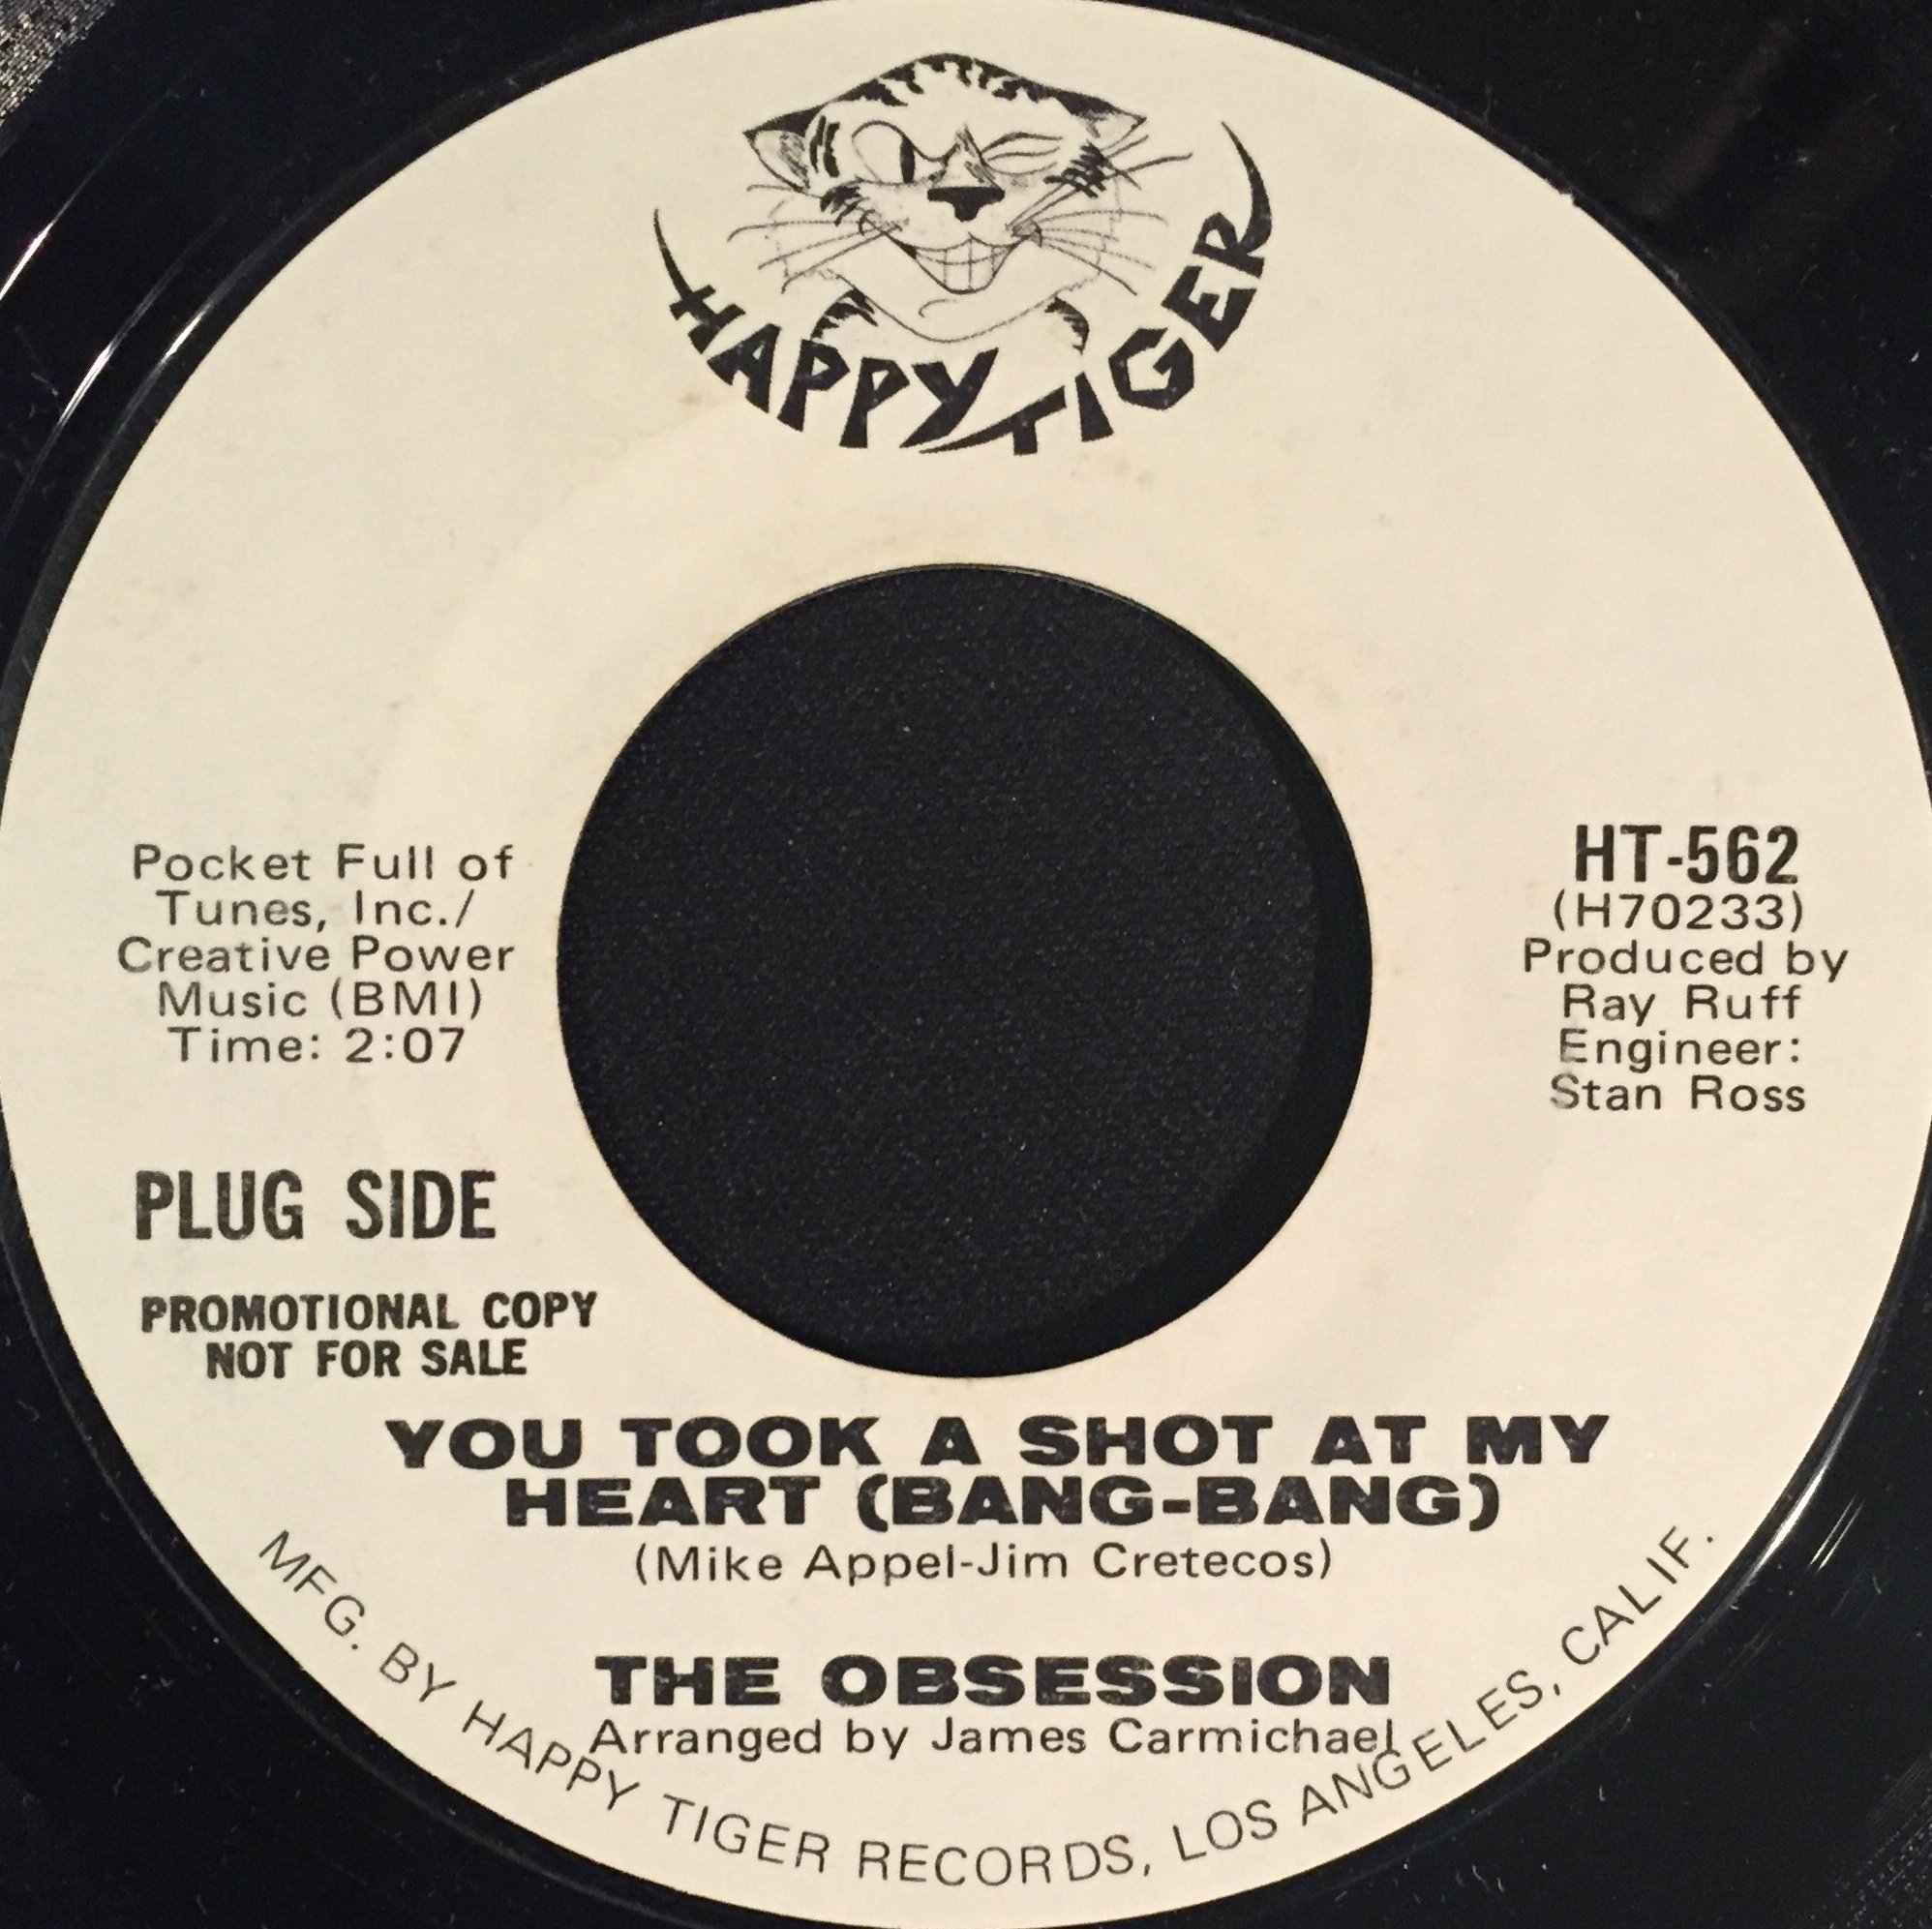 HAPPY TIGER
Pocket Full of
Tunes, Inc./
Creative Power
Music (BMI)
Time: 2:07
HT-562
(H70233)
Produced by
Ray Ruff
Engineer:
Stan Ross
PLUG SIDE
PROMOTIONAL COPY
NOT FOR SALE
YOU TOOK A SHOT AT MY
HEART (BANG-BANG)
(Mike Appel-Jim Cretecos)
THE OBSESSION
Arranged by James Carmichael
MFG. BY HAPPY TIGER RECORDS, LOS ANGELES, CALIF.